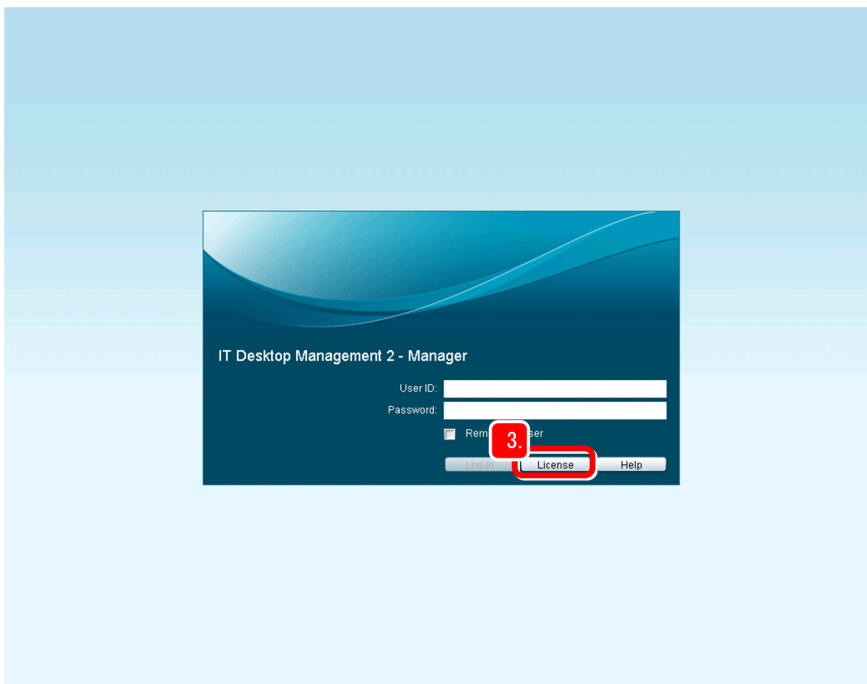 IT Desktop Management 2 - Manager
User ID:
Password:
3.
Log In License Help